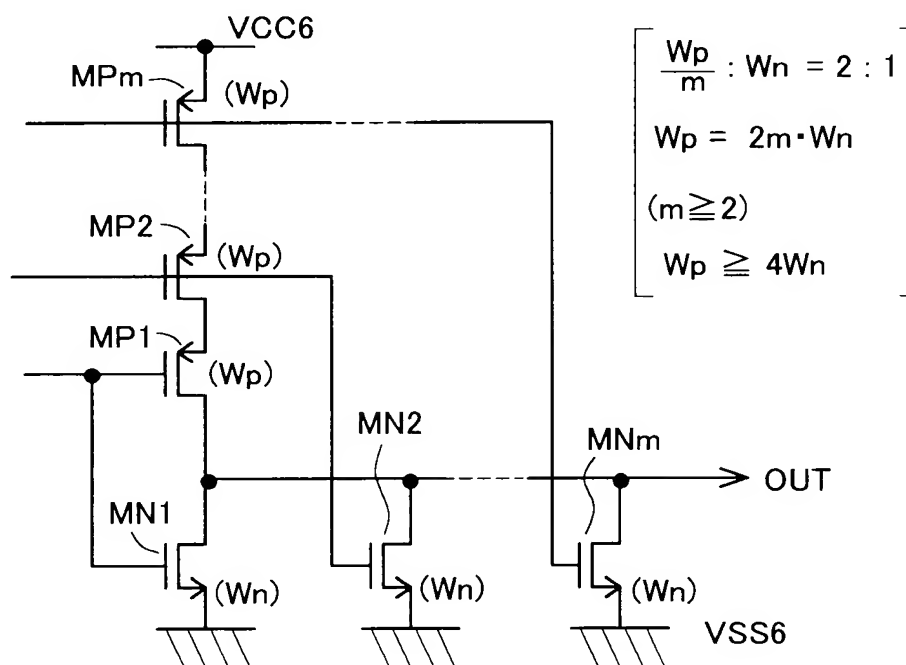 VCC6
MPm
(Wp)
Wp/m : Wn = 2 : 1
Wp = 2m・Wn
(m≧2)
Wp ≧ 4Wn
MP2
(Wp)
MP1
(Wp)
MN2
MNm
OUT
MN1
(Wn)
(Wn)
(Wn)
VSS6